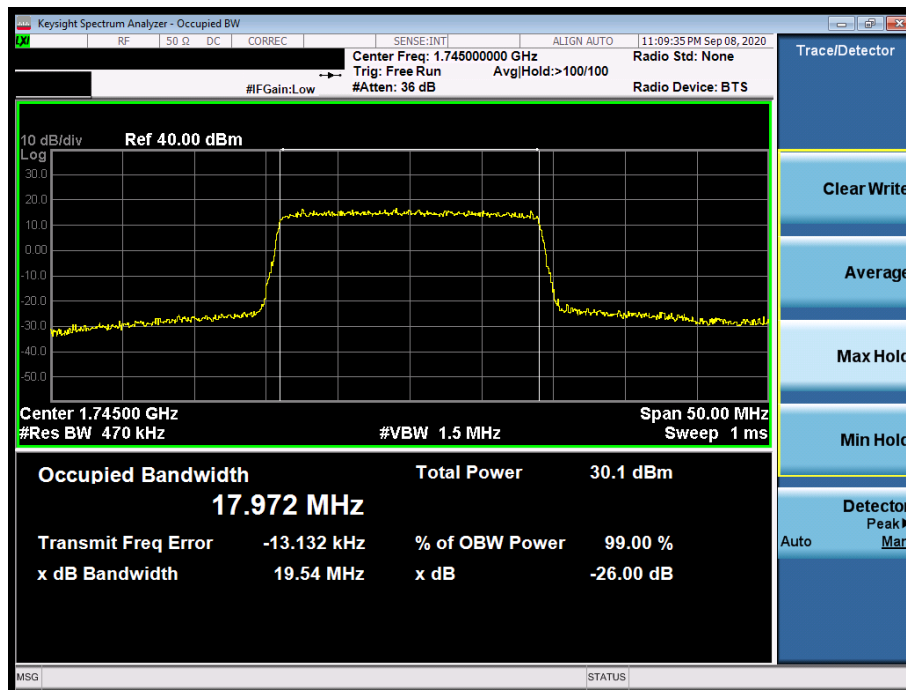 Keysight Spectrum Analyzer - Occupied BW
LXI RF 50 Ω DC CORREC SENSE:INT ALIGN AUTO 11:09:35 PM Sep 08, 2020
Center Freq: 1.745000000 GHz Radio Std: None
Trig: Free Run Avg|Hold:>100/100
#IFGain:Low #Atten: 36 dB Radio Device: BTS
10 dB/div Ref 40.00 dBm
Log
30.0
20.0
10.0
0.00
-10.0
-20.0
-30.0
-40.0
-50.0
Center 1.74500 GHz Span 50.00 MHz
#Res BW 470 kHz #VBW 1.5 MHz Sweep 1 ms
Occupied Bandwidth Total Power 30.1 dBm
17.972 MHz
Transmit Freq Error -13.132 kHz % of OBW Power 99.00 %
x dB Bandwidth 19.54 MHz x dB -26.00 dB
MSG STATUS
Trace/Detector
Clear Write
Average
Max Hold
Min Hold
Detector
Peak
Auto Man